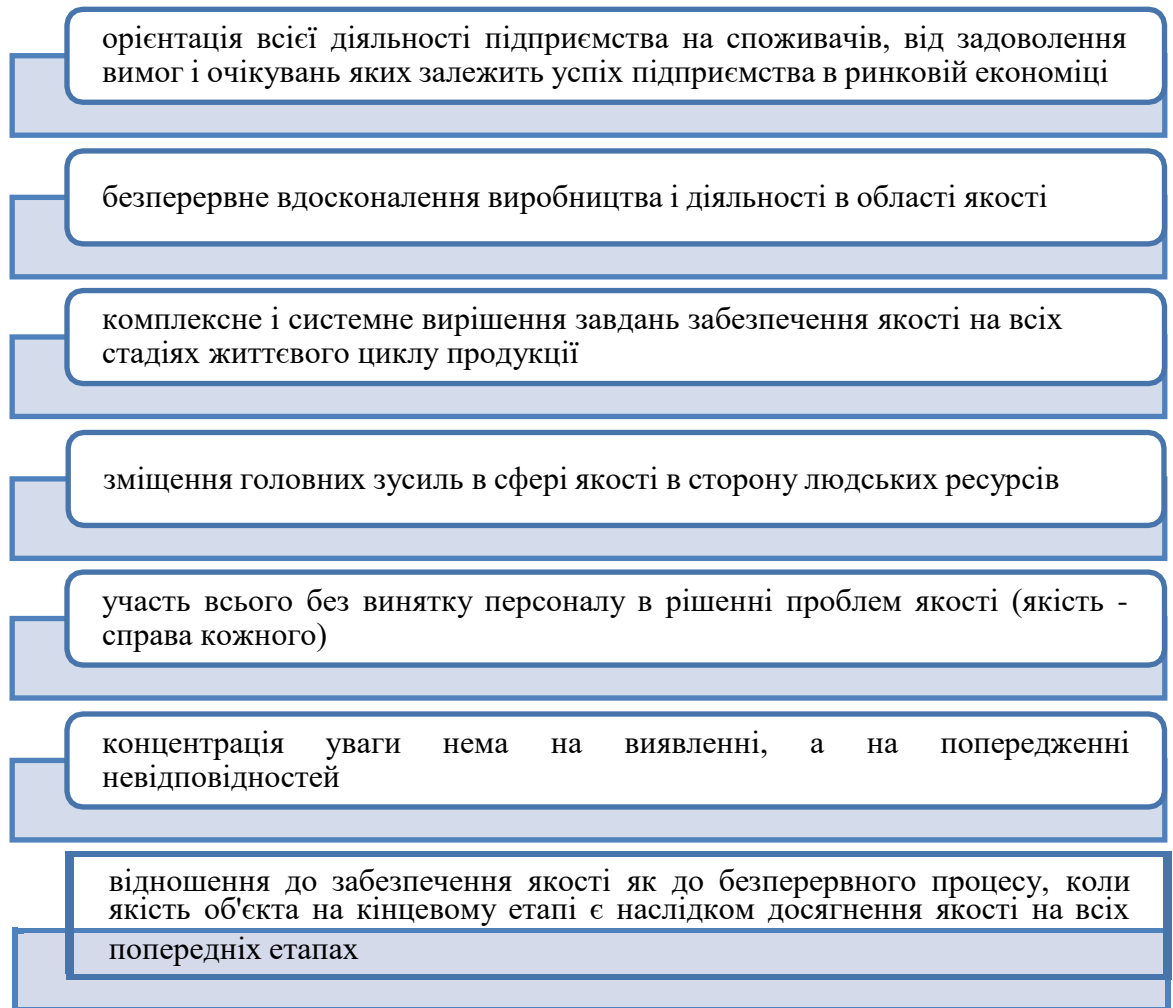 орієнтація всієї діяльності підприємства на споживачів, від задоволення
вимог і очікувань яких залежить успіх підприємства в ринковій економіці
безперервне вдосконалення виробництва і діяльності в області якості
комплексне і системне вирішення завдань забезпечення якості на всіх
стадіях життєвого циклу продукції
зміщення головних зусиль в сфері якості в сторону людських ресурсів
участь всього без винятку персоналу в рішенні проблем якості (якість -
справа кожного)
концентрація уваги нема на виявленні, а на попередженні
невідповідностей
відношення до забезпечення якості як до безперервного процесу, коли
якість об'єкта на кінцевому етапі є наслідком досягнення якості на всіх
попередніх етапах